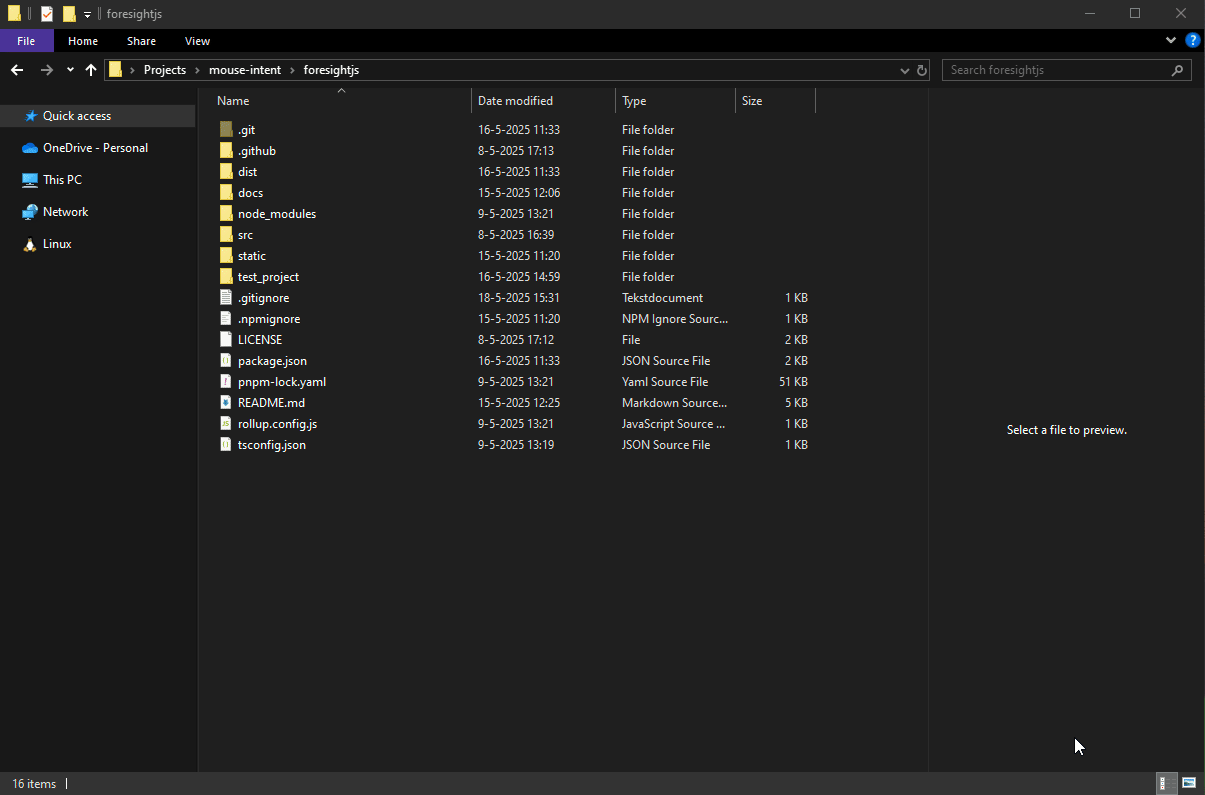 foresightjs
File Home Share View
Projects mouse-intent foresightjs Search foresightjs
Name Date modified Type Size
Quick access
OneDrive - Personal
This PC
Network
Linux
.git 16-5-2025 11:33 File folder
.github 8-5-2025 17:13 File folder
dist 16-5-2025 11:33 File folder
docs 15-5-2025 12:06 File folder
node_modules 9-5-2025 13:21 File folder
src 8-5-2025 16:39 File folder
static 15-5-2025 11:20 File folder
test_project 16-5-2025 14:59 File folder
.gitignore 18-5-2025 15:31 Tekstdocument 1 KB
.npmignore 15-5-2025 11:20 NPM Ignore Sourc... 1 KB
LICENSE 8-5-2025 17:12 File 2 KB
package.json 16-5-2025 11:33 JSON Source File 2 KB
pnpm-lock.yaml 9-5-2025 13:21 Yaml Source File 51 KB
README.md 15-5-2025 12:25 Markdown Source... 5 KB
rollup.config.js 9-5-2025 13:21 JavaScript Source ... 1 KB
tsconfig.json 9-5-2025 13:19 JSON Source File 1 KB
Select a file to preview.
16 items